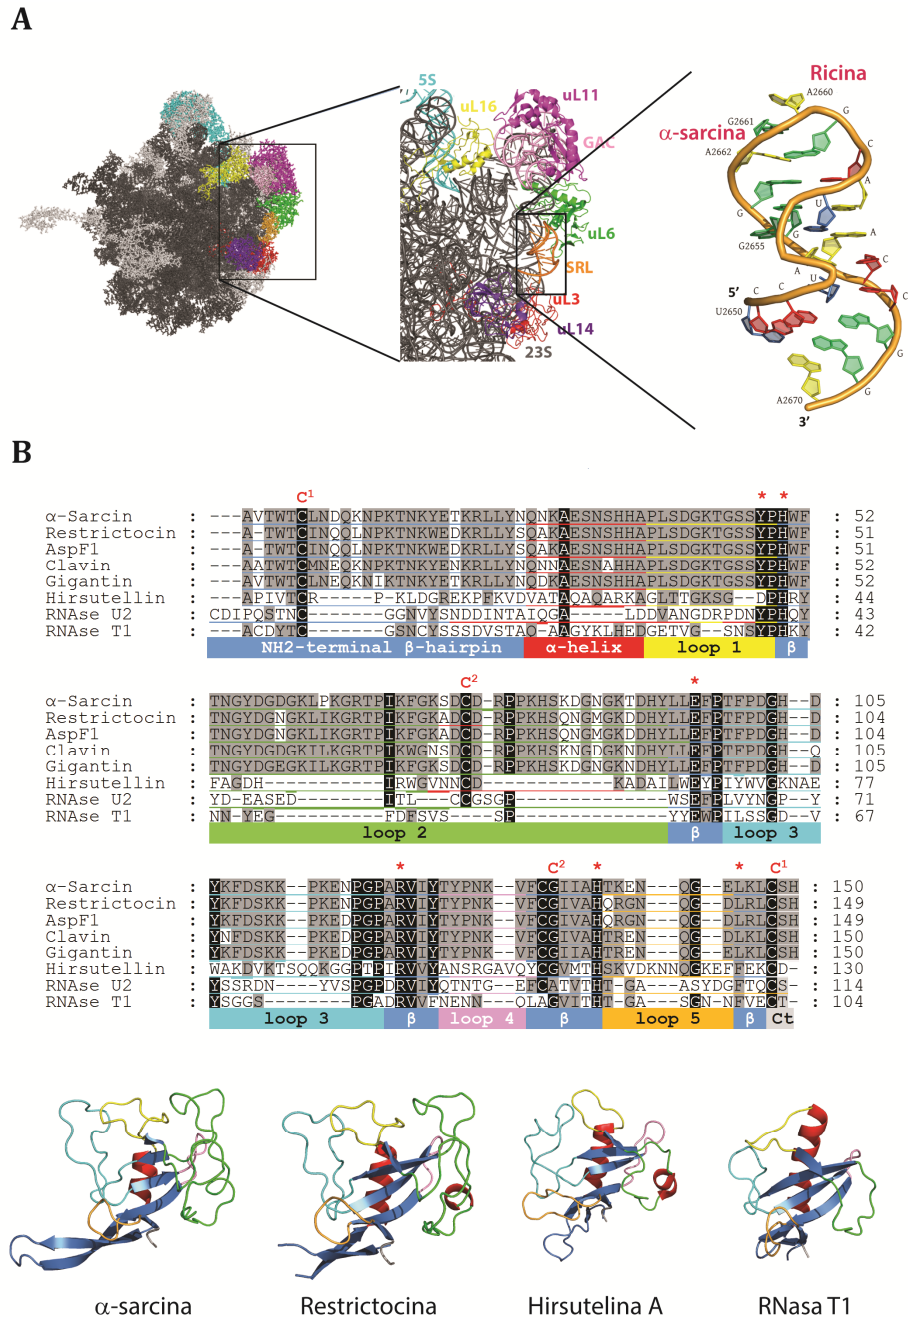 A
5S
uL16
uL11
GAC
uL6
SRL
uL3
uL14
23S
Ricina
A2660
G
G2661
α-sarcina
A2662
C
A
G
U
G2655
G
A
A
C
5'
C
C
U
C
U2650
G
A2670
G
3'
B
C1
* *
α-Sarcin : ---AVTWTCLNDQKNPKTNKYETKRLLYNQNKAESNSHHAPLSDGKTGSSYPHWF : 52
Restrictocin : ---A-TWTCINQQLNPKTNKWEDKRLLYSQAKAESNSHHAPLSDGKTGSSYPHWF : 51
AspF1 : ---A-TWTCINQQLNPKTNKWEDKRLLYSQAKAESNSHHAPLSDGKTGSSYPHWF : 51
Clavin : ---AATWTCMNEQKNPKTNKYENKRLLYNQNNAESNAHHAPLSDGKTGSSYPHWF : 52
Gigantin : ---AVTWTCLNEQKNIKTNKYETKRLLYNQDKAESNSHHAPLSDGKTGSSYPHWF : 52
Hirsutellin : ---APIVTCR-----P-KLDGREKPFKVDVATAQAQARKAGLTTGKSG--DPHRY : 44
RNAse U2 : CDIPQSTNC-------GGNVYSNDDINTAIQGA-----LDDVANGDRPDNYPHQY : 43
RNAse T1 : ---ACDYTC-------GSNCYSSSDVSTAQ-AAGYKLHEDGETVG--SNSYPHKY : 42
NH2-terminal β-hairpin
α-helix
loop 1
β
C2
*
α-Sarcin : TNGYDGDGKLPKGRTPIKFGKSDCD-RPPKHSKDGNGKTDHYLLEFPTFPDGH--D : 105
Restrictocin : TNGYDGNGKLIKGRTPIKFGKADCD-RPPKHSQNGMGKDDHYLLEFPTFPDGH--D : 104
AspF1 : TNGYDGNGKLIKGRTPIKFGKADCD-RPPKHSQNGMGKDDHYLLEFPTFPDGH--D : 104
Clavin : TNGYDGDGKILKGRTPIKWGNSDCD-RPPKHSKNGDGKNDHYLLEFPTFPDGH--Q : 105
Gigantin : TNGYDGEGKILKGRTPIKFGKSDCD-RPPKHSKDGNGKNDHYLLEFPTFPDGH--D : 105
Hirsutellin : FAGDH-----------IRWGVNNCD------------KADAILWEYPIYWVGKNAE : 77
RNAse U2 : YD-EASED--------ITL---CCGSGP--------------WSEFPLVYNGP--Y : 71
RNAse T1 : NN-YEG----------FDFSVS---SP---------------YYEWPILSSGD--V : 67
loop 2
β
loop 3
*
C2
*
*
C1
α-Sarcin : YKFDSKK--PKENPGPARVIYTYPNK--VFCGIIAHTKEN---QG--ELKLCSH : 150
Restrictocin : YKFDSKK--PKENPGPARVIYTYPNK--VFCGIVAHQRGN---QG--DLRLCSH : 149
AspF1 : YKFDSKK--PKEDPGPARVIYTYPNK--VFCGIVAHQRGN---QG--DLRLCSH : 149
Clavin : YNFDSKK--PKEDPGPARVIYTYPNK--VFCGIVAHTREN---QG--DLKLCSH : 150
Gigantin : YKFDSKK--PKEDPGPARVIYTYPNK--VFCGIVAHTREN---QG--ELKLCSH : 150
Hirsutellin : WAKDVKTSQQKGGPTPIRVVYANSRGAVQYCGVMTHSKVDKNNQGKEFFEKCD- : 130
RNAse U2 : YSSRDN---YVSPGPDRVIYQTNTG--EFCATVTHT-GA---ASYDGFTQCS- : 114
RNAse T1 : YSGGS------PGADRVVFNENN---QLAGVITHT-GA---SGN-NFVECT- : 104
loop 3
β
loop 4
β
loop 5
β
Ct
α-sarcina
Restrictocina
Hirsutelina A
RNasa T1